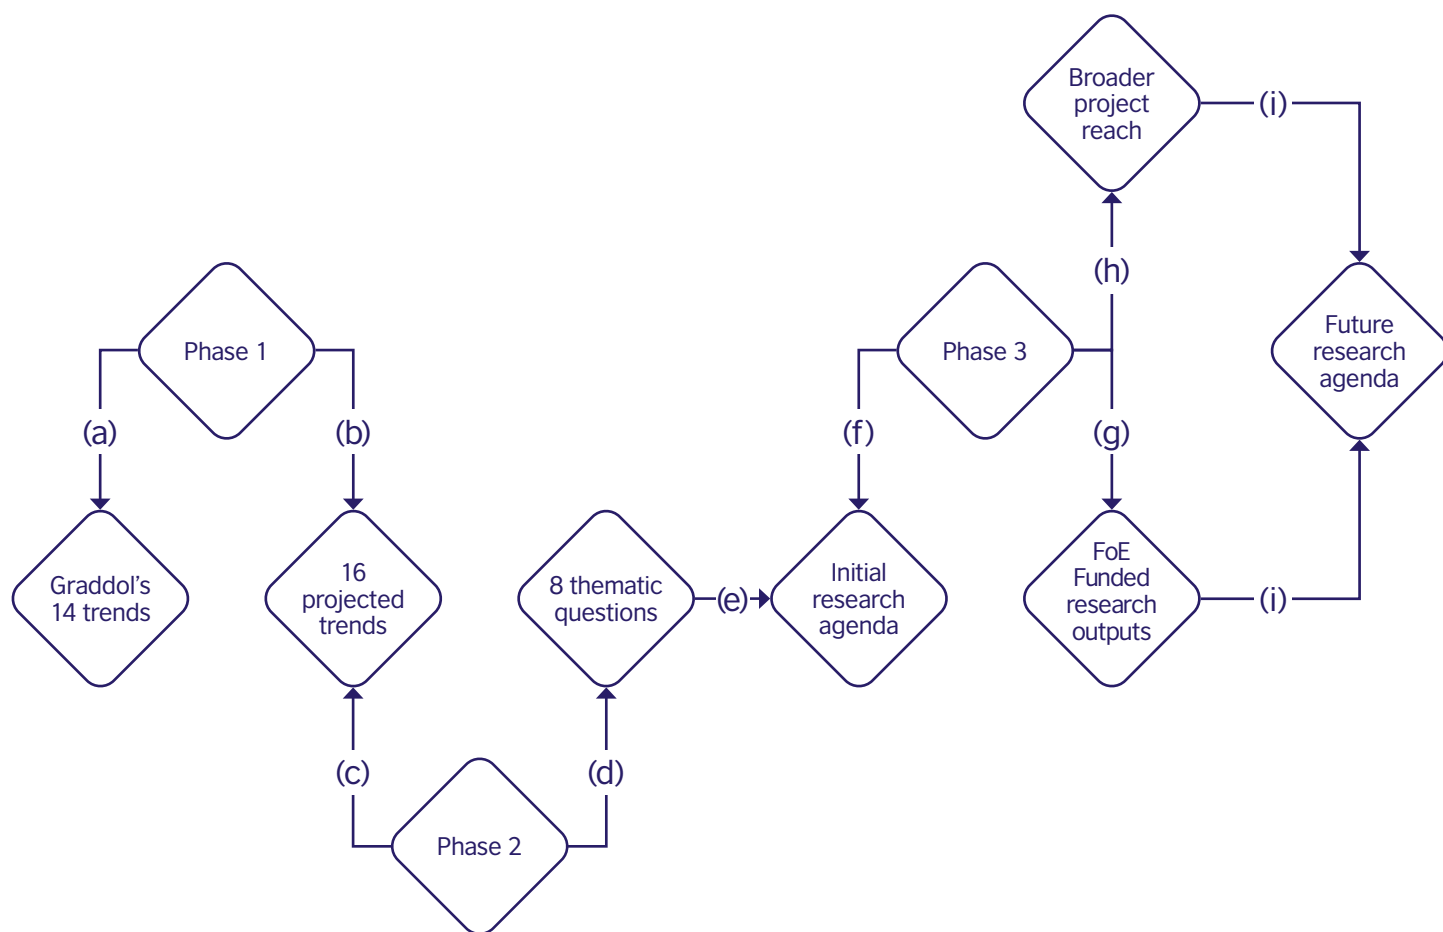 Broader
project
reach
(i)
(h)
Phase 1
Phase 3
Future
research
agenda
(a)
(b)
(f)
(g)
Graddol’s
14 trends
16
projected
trends
8 thematic
questions
(e)
Initial
research
agenda
FoE
Funded
research
outputs
(i)
(c)
(d)
Phase 2